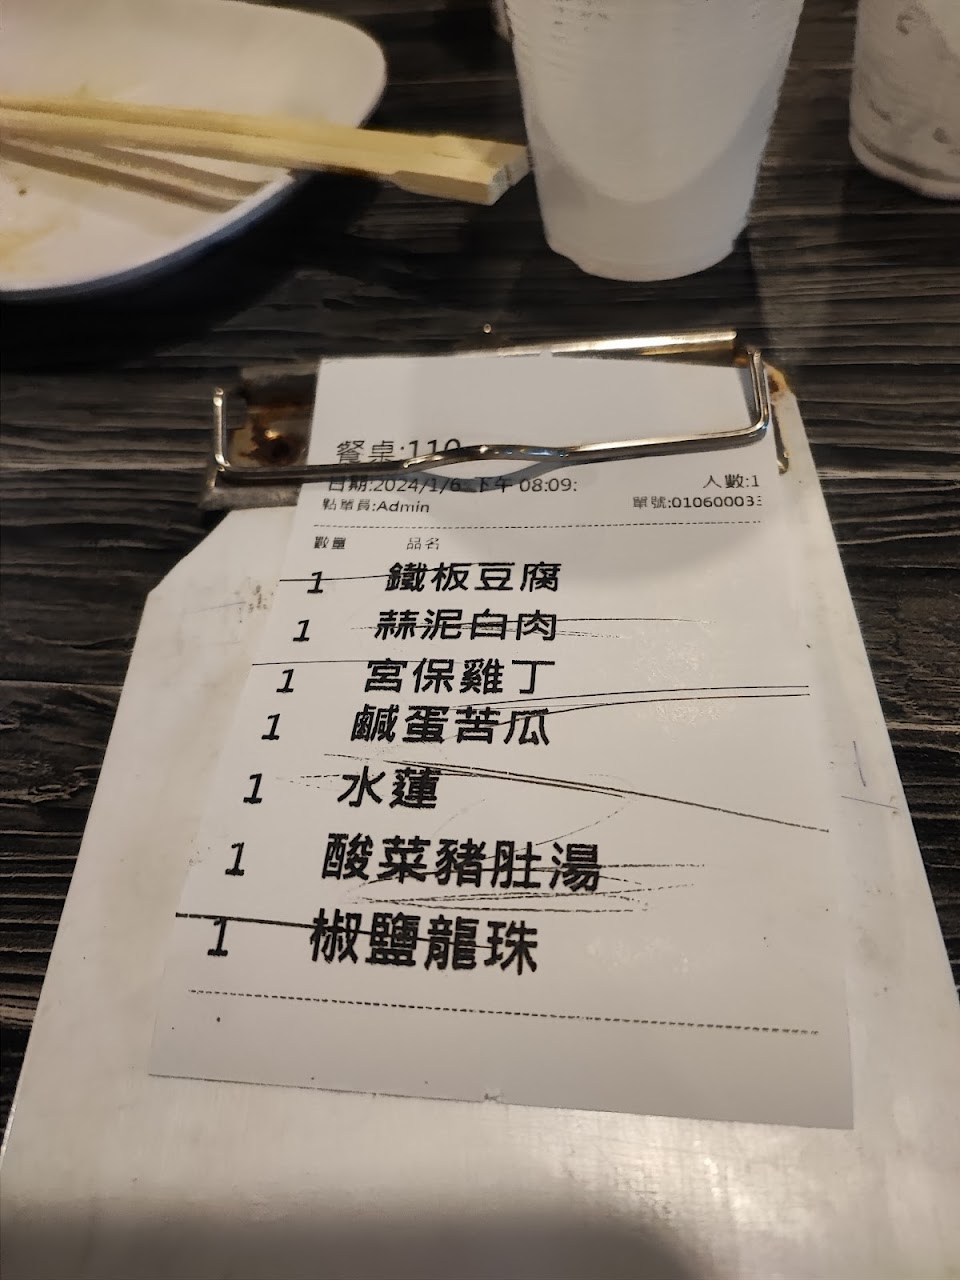 餐桌:110
日期:2024/1/6 下午 08:09:
人數:1
點單員:Admin
單號:01060003
數量 品名
1 鐵板豆腐
1 蒜泥白肉
1 宮保雞丁
1 鹹蛋苦瓜
1 水蓮
1 酸菜豬肚湯
1 椒鹽龍珠